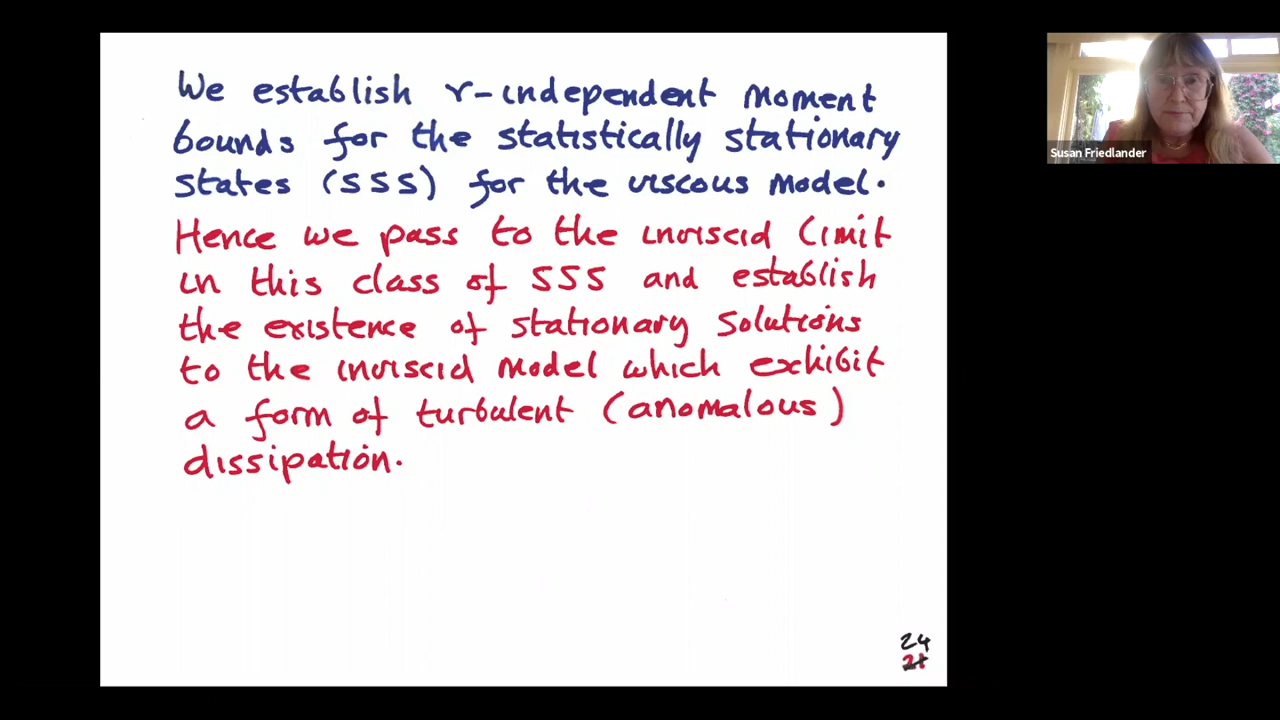 We establish ν-independent moment
bounds for the statistically stationary
states (SSS) for the viscous model.
Hence we pass to the inviscid limit
in this class of SSS and establish
the existence of stationary solutions
to the inviscid model which exhibit
a form of turbulent (anomalous)
dissipation.
24
Susan Friedlander